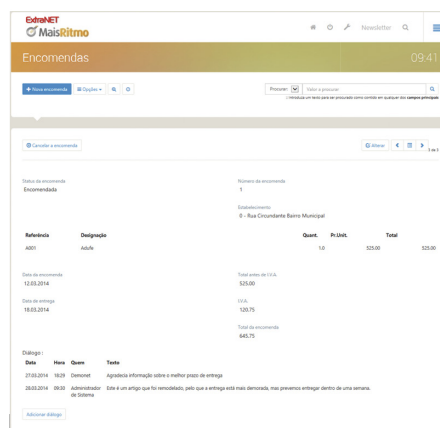 ExtraNET
MaisRitmo
Newsletter
Encomendas
09:41
Nova encomenda
Opções
Procurar:
Valor a procurar
Introduza um texto para ser procurado como contido em qualquer dos campos principais
Cancelar a encomenda
Alterar
Status da encomenda
Encomendada
Número da encomenda
1
Estabelecimento
0 - Rua Circundante Bairro Municipal
Referência Designação Quant. Pr.Unit. Total
AB01 Adufe 1.0 525.00 525.00
Data da encomenda
12.03.2014
Total antes de I.V.A.
525.00
Data de entrega
18.03.2014
I.V.A.
120.75
Total da encomenda
645.75
Diálogo :
Data Hora Quem Texto
27.03.2014 18:29 Demonet Agradecia informação sobre o melhor prazo de entrega
28.03.2014 09:30 Administrador de Sistema Este é um artigo que foi remodelado, pelo que a entrega está mais demorada, mas prevemos entregar dentro de uma semana.
Adicionar diálogo